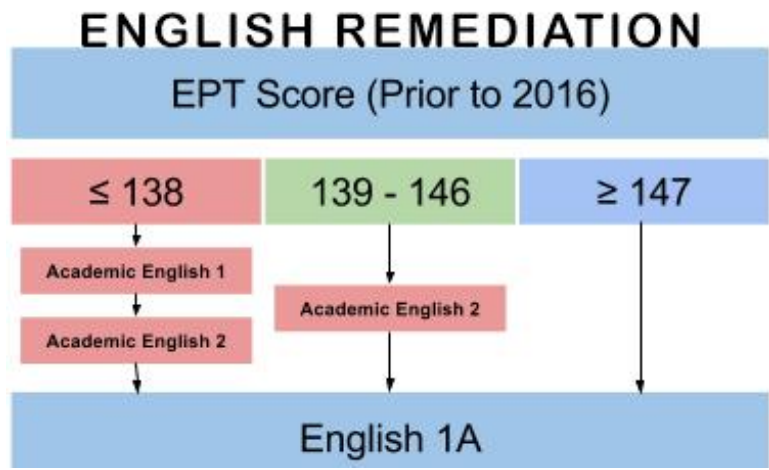 ENGLISH REMEDIATION
EPT Score (Prior to 2016)
≤ 138
139 - 146
≥ 147
Academic English 1
Academic English 2
Academic English 2
English 1A